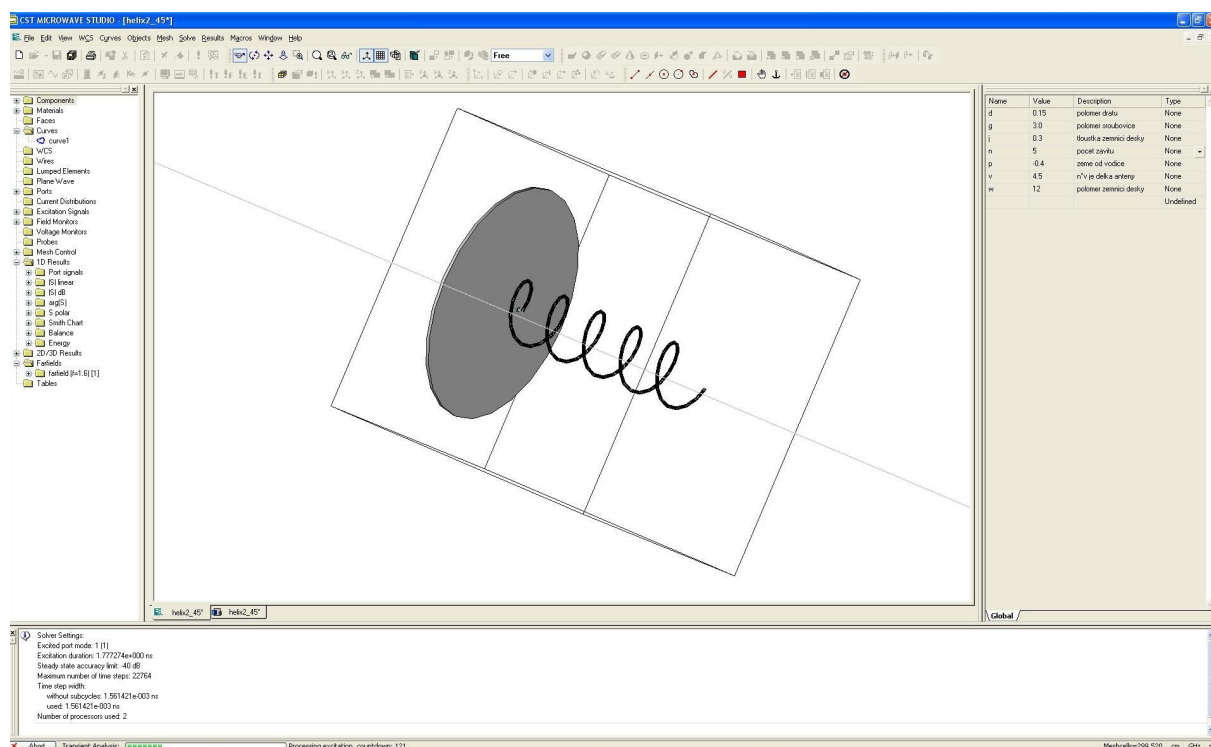 CST MICROWAVE STUDIO - [helix2_45*]
File Edit View WCS Curves Objects Mesh Solve Results Macros Window Help
Free
Components
Materials
Faces
Curves
curve1
WCS
Wires
Lumped Elements
Plane Wave
Ports
Current Distributions
Excitation Signals
Field Monitors
Voltage Monitors
Probes
Mesh Control
1D Results
Port signals
|S| linear
|S| dB
arg(S)
S polar
Smith Chart
Balance
Energy
2D/3D Results
Farfields
farfield (f=1.6) [1]
Tables
Name Value Description Type
d 0.15 polomer dratu None
g 3.0 polomer sroubovice None
j 0.3 tloustka zemnici desky None
n 5 pocet zavitu None
p -0.4 zeme od vodice None
v 4.5 n*v je delka anteny None
w 12 polomer zemnici desky None
Undefined
helix2_45* helix2_45*
Global
Solver Settings:
Excited port mode: 1 (1)
Excitation duration: 1.777274e+000 ns
Steady state accuracy limit: -40 dB
Maximum number of time steps: 22764
Time step width:
without subcycles: 1.561421e-003 ns
used: 1.561421e-003 ns
Number of processors used: 2
Abort Transient Analysis: Processing excitation, countdown: 121 Meshcells=299,520 cm GHz